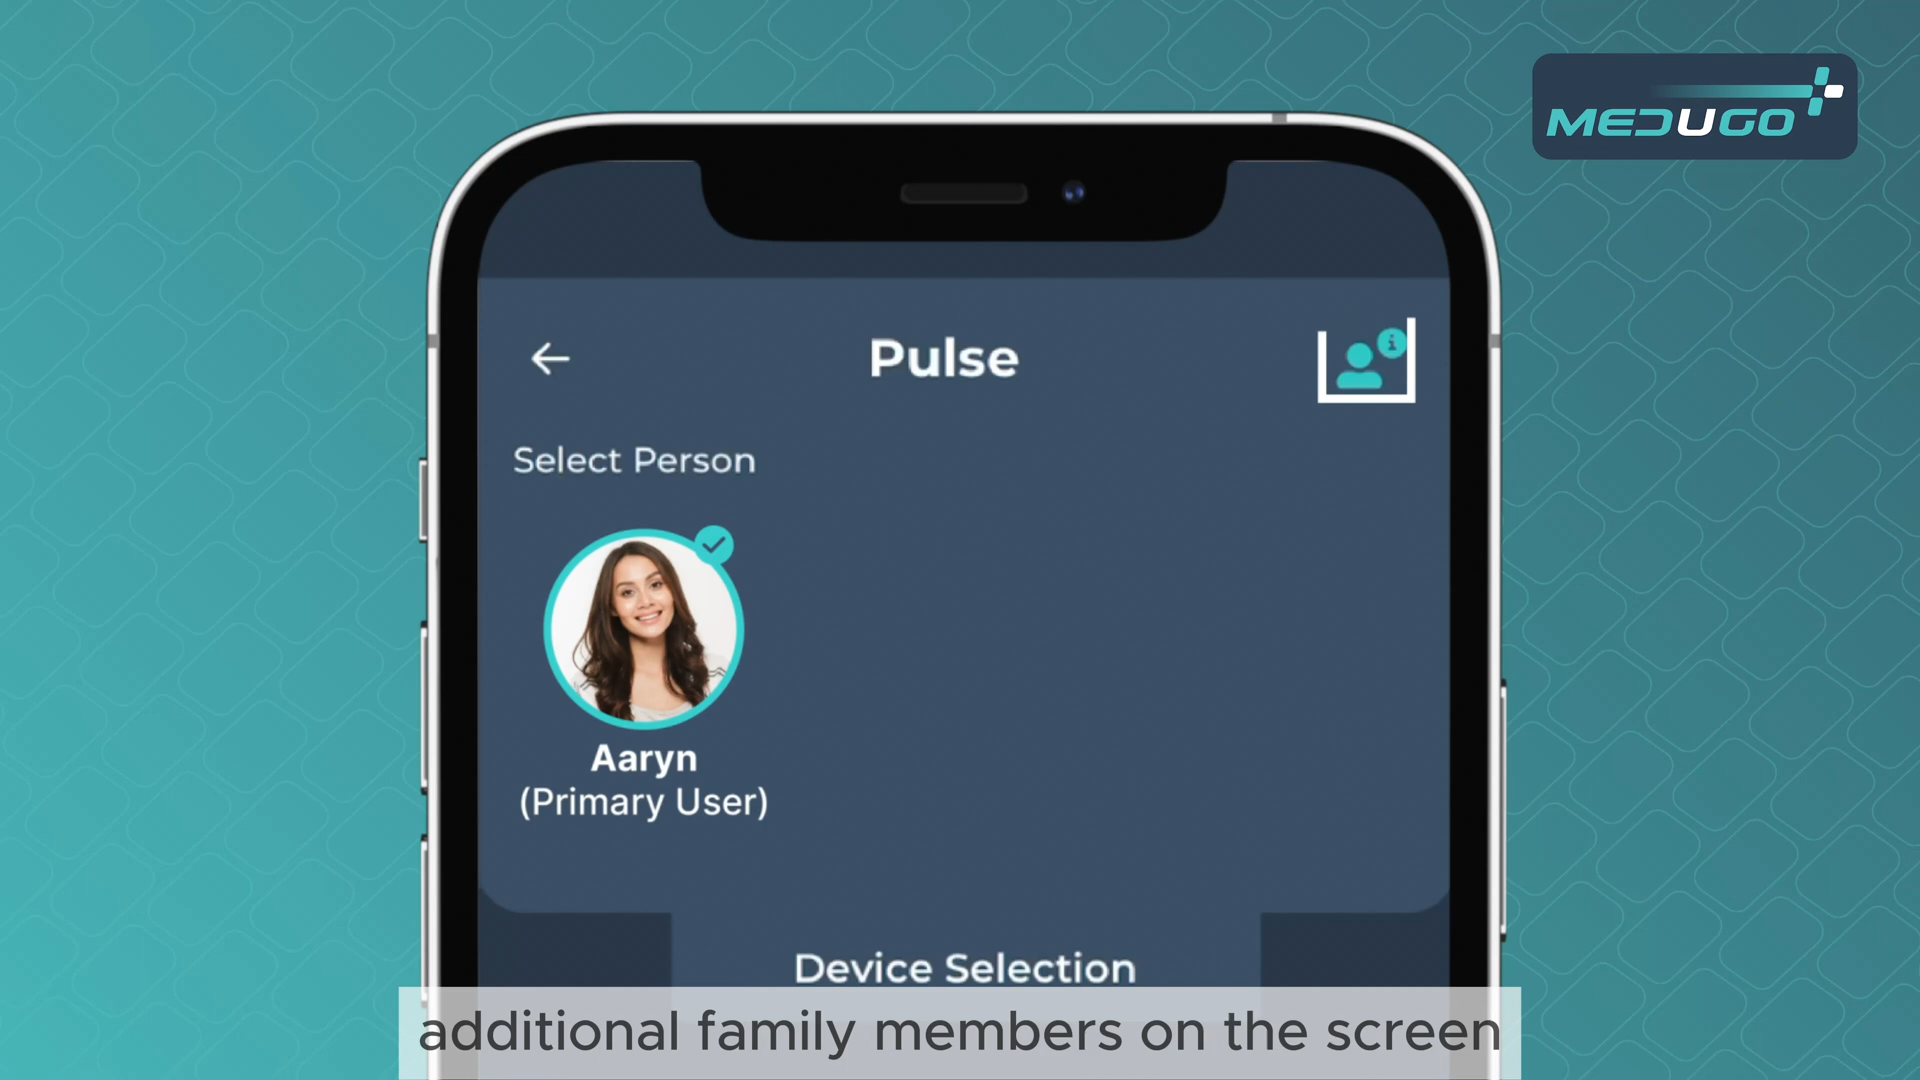 MEDUGO
Pulse
i
Select Person
Aaryn
(Primary User)
Device Selection
additional family members on the screen